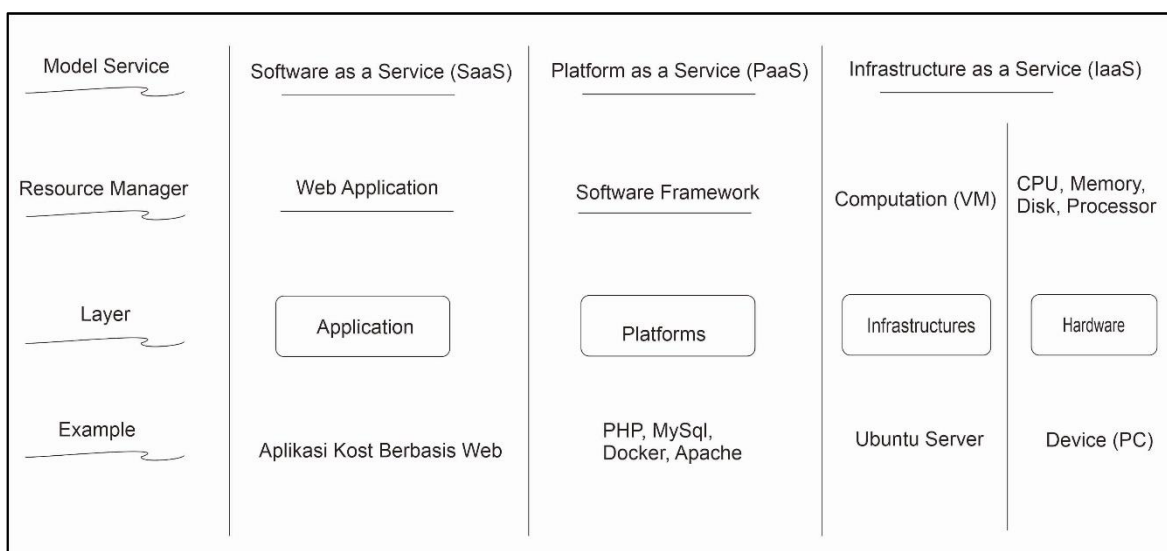 Model Service
Software as a Service (SaaS)
Platform as a Service (PaaS)
Infrastructure as a Service (IaaS)
Resource Manager
Web Application
Software Framework
Computation (VM)
CPU, Memory,
Disk, Processor
Layer
Application
Platforms
Infrastructures
Hardware
Example
Aplikasi Kost Berbasis Web
PHP, MySql,
Docker, Apache
Ubuntu Server
Device (PC)